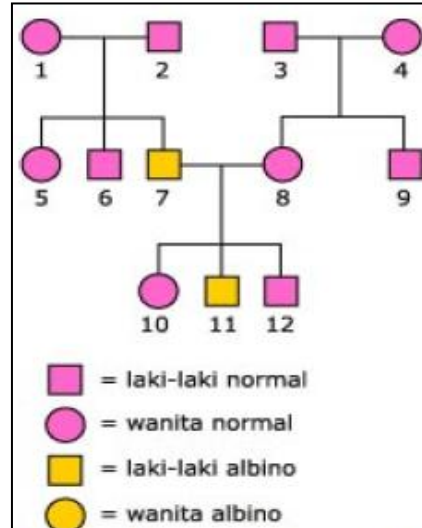 1 2 3 4
5 6 7 8 9
10 11 12
= laki-laki normal
= wanita normal
= laki-laki albino
= wanita albino